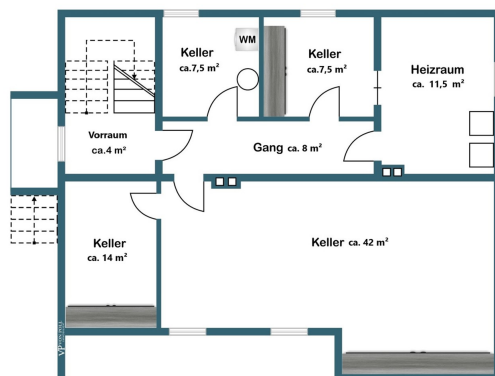 WM
Keller
ca.7,5 m²
Keller
ca.7,5 m²
Heizraum
ca. 11,5 m²
Vorraum
ca.4 m²
Gang ca. 8 m²
Keller
ca. 14 m²
Keller ca. 42 m²